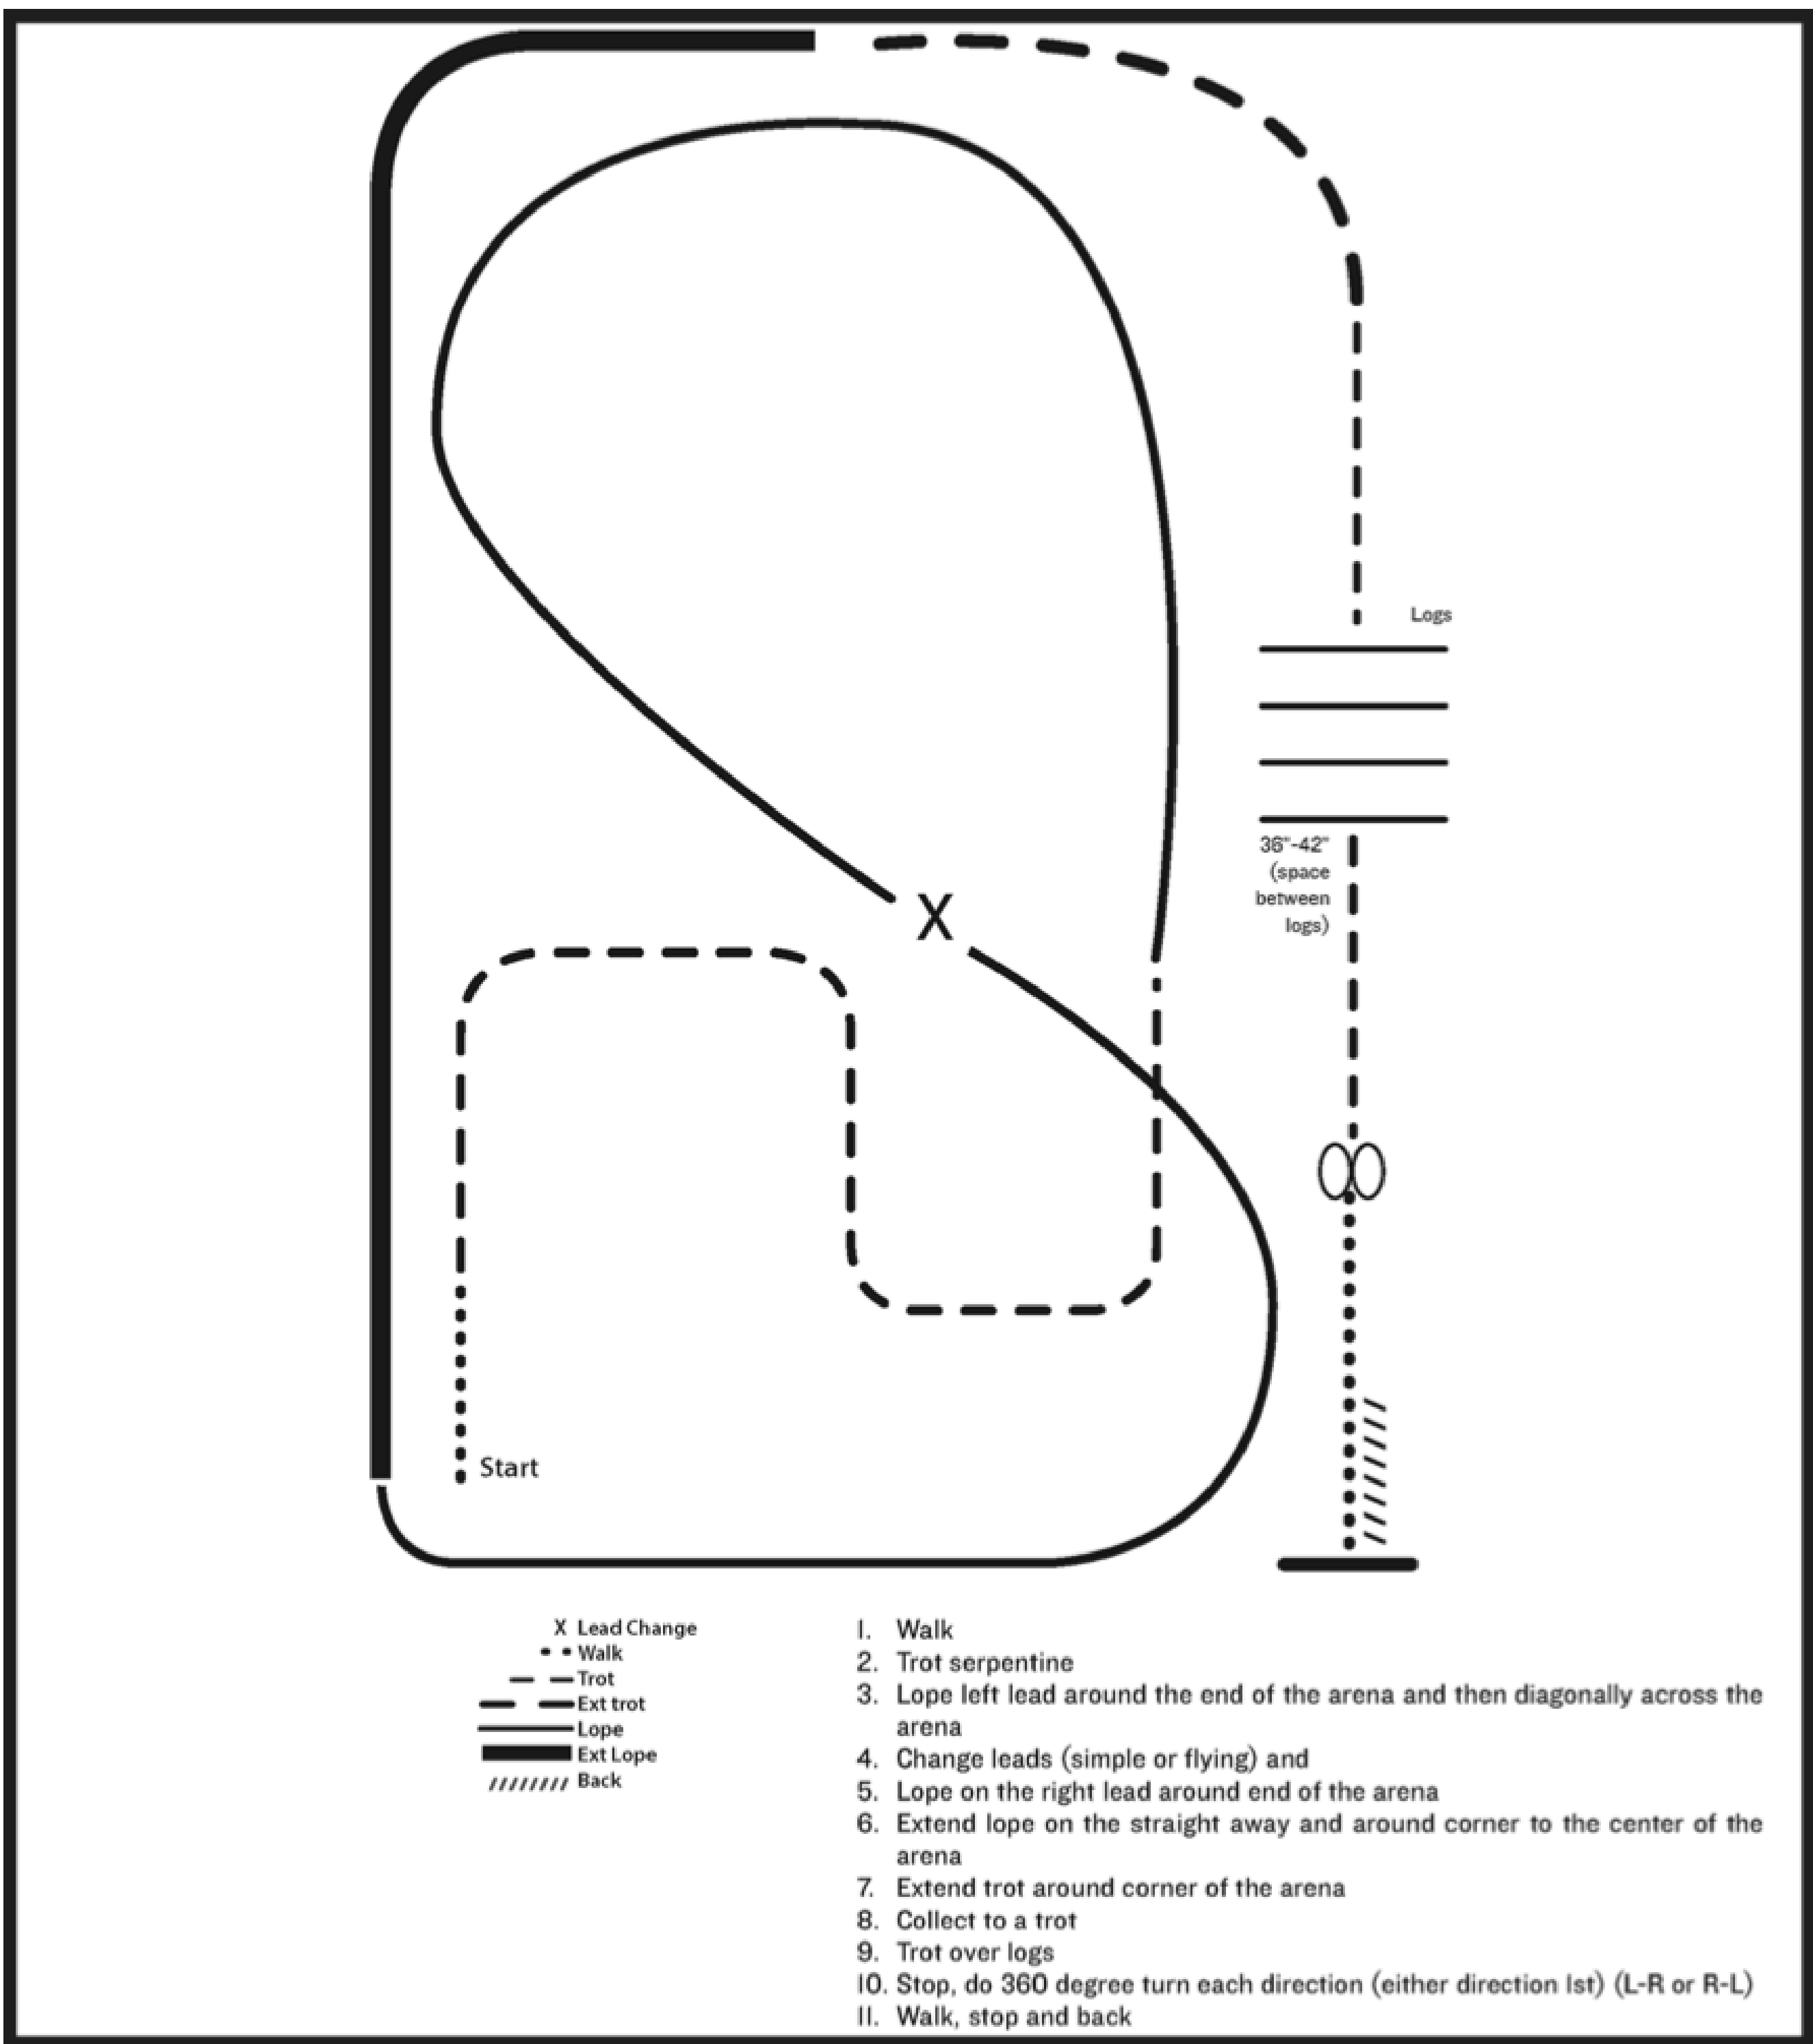 Logs
36"-42"
(space
between
logs)
X
Start
X Lead Change
Walk
Trot
Ext trot
Lope
Ext Lope
Back
1. Walk
2. Trot serpentine
3. Lope left lead around the end of the arena and then diagonally across the
arena
4. Change leads (simple or flying) and
5. Lope on the right lead around end of the arena
6. Extend lope on the straight away and around corner to the center of the
arena
7. Extend trot around corner of the arena
8. Collect to a trot
9. Trot over logs
10. Stop, do 360 degree turn each direction (either direction 1st) (L-R or R-L)
11. Walk, stop and back